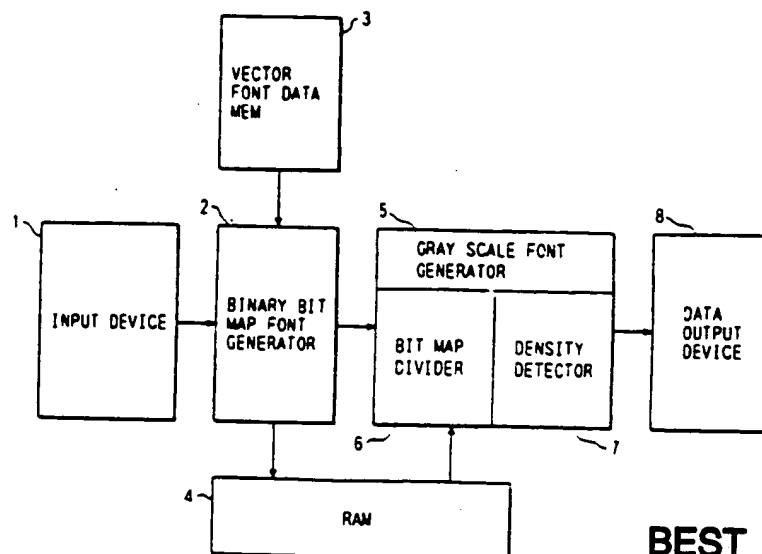 3
VECTOR
FONT DATA
MEM
1
INPUT DEVICE
2
BINARY BIT
MAP FONT
GENERATOR
5
GRAY SCALE FONT
GENERATOR
BIT MAP
CIVIDER
6
DENSITY
DETECTOR
7
8
DATA
OUTPUT
DEVICE
4
RAM
BEST